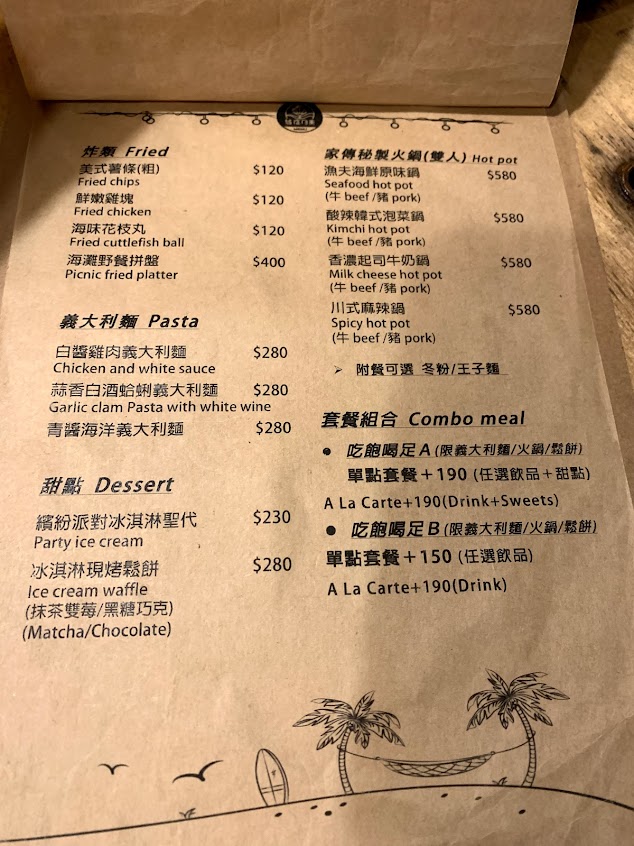 炸類 Fried
美式薯條(粗) $120
Fried chips
鮮嫩雞塊 $120
Fried chicken
海味花枝丸 $120
Fried cuttlefish ball
海灘野餐拼盤 $400
Picnic fried platter
義大利麵 Pasta
白醬雞肉義大利麵 $280
Chicken and white sauce
蒜香白酒蛤蜊義大利麵 $280
Garlic clam Pasta with white wine
青醬海洋義大利麵 $280
甜點 Dessert
繽紛派對冰淇淋聖代 $230
Party ice cream
冰淇淋現烤鬆餅 $280
Ice cream waffle
(抹茶雙莓/黑糖巧克)
(Matcha/Chocolate)
家傳秘製火鍋(雙人) Hot pot
漁夫海鮮原味鍋 $580
Seafood hot pot
(牛 beef /豬 pork)
酸辣韓式泡菜鍋 $580
Kimchi hot pot
(牛 beef /豬 pork)
香濃起司牛奶鍋 $580
Milk cheese hot pot
(牛 beef /豬 pork)
川式麻辣鍋 $580
Spicy hot pot
(牛 beef /豬 pork)
➢ 附餐可選 冬粉/王子麵
套餐組合 Combo meal
● 吃飽喝足A (限義大利麵/火鍋/鬆餅)
單點套餐＋190 (任選飲品＋甜點)
A La Carte+190(Drink+Sweets)
● 吃飽喝足B (限義大利麵/火鍋/鬆餅)
單點套餐＋150 (任選飲品)
A La Carte+190(Drink)